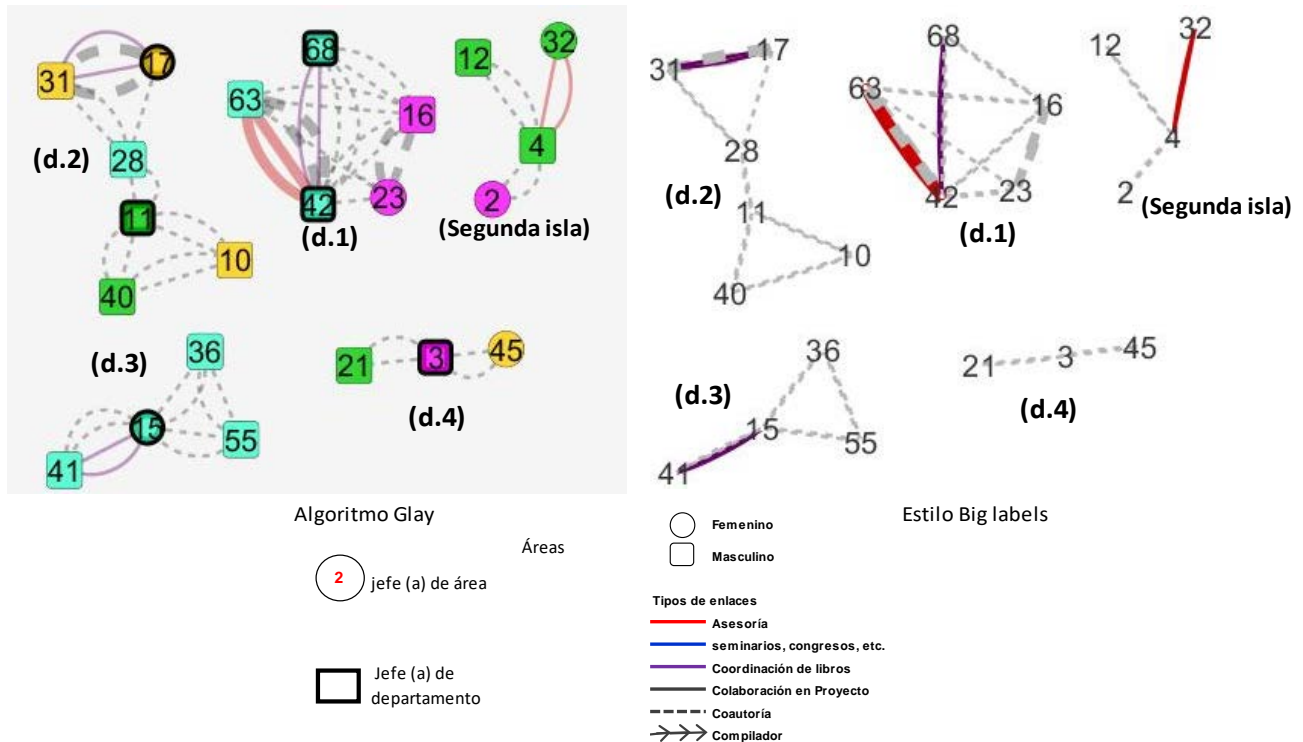 31
17
28
(d.2)
11
40
10
68
63
16
42
23
(d.1)
12
32
4
2
(Segunda isla)
(d.3)
36
15
41
55
21
3
45
(d.4)
31
17
28
(d.2)
11
40
10
68
63
16
42
23
(d.1)
12
32
4
2
(Segunda isla)
(d.3)
36
15
41
55
21
3
45
(d.4)
Algoritmo Glay
Estilo Big labels
Áreas
2
jefe (a) de área
Jefe (a) de
departamento
Femenino
Masculino
Tipos de enlaces
Asesoría
seminarios, congresos, etc.
Coordinación de libros
Colaboración en Proyecto
Coautoría
Compilador